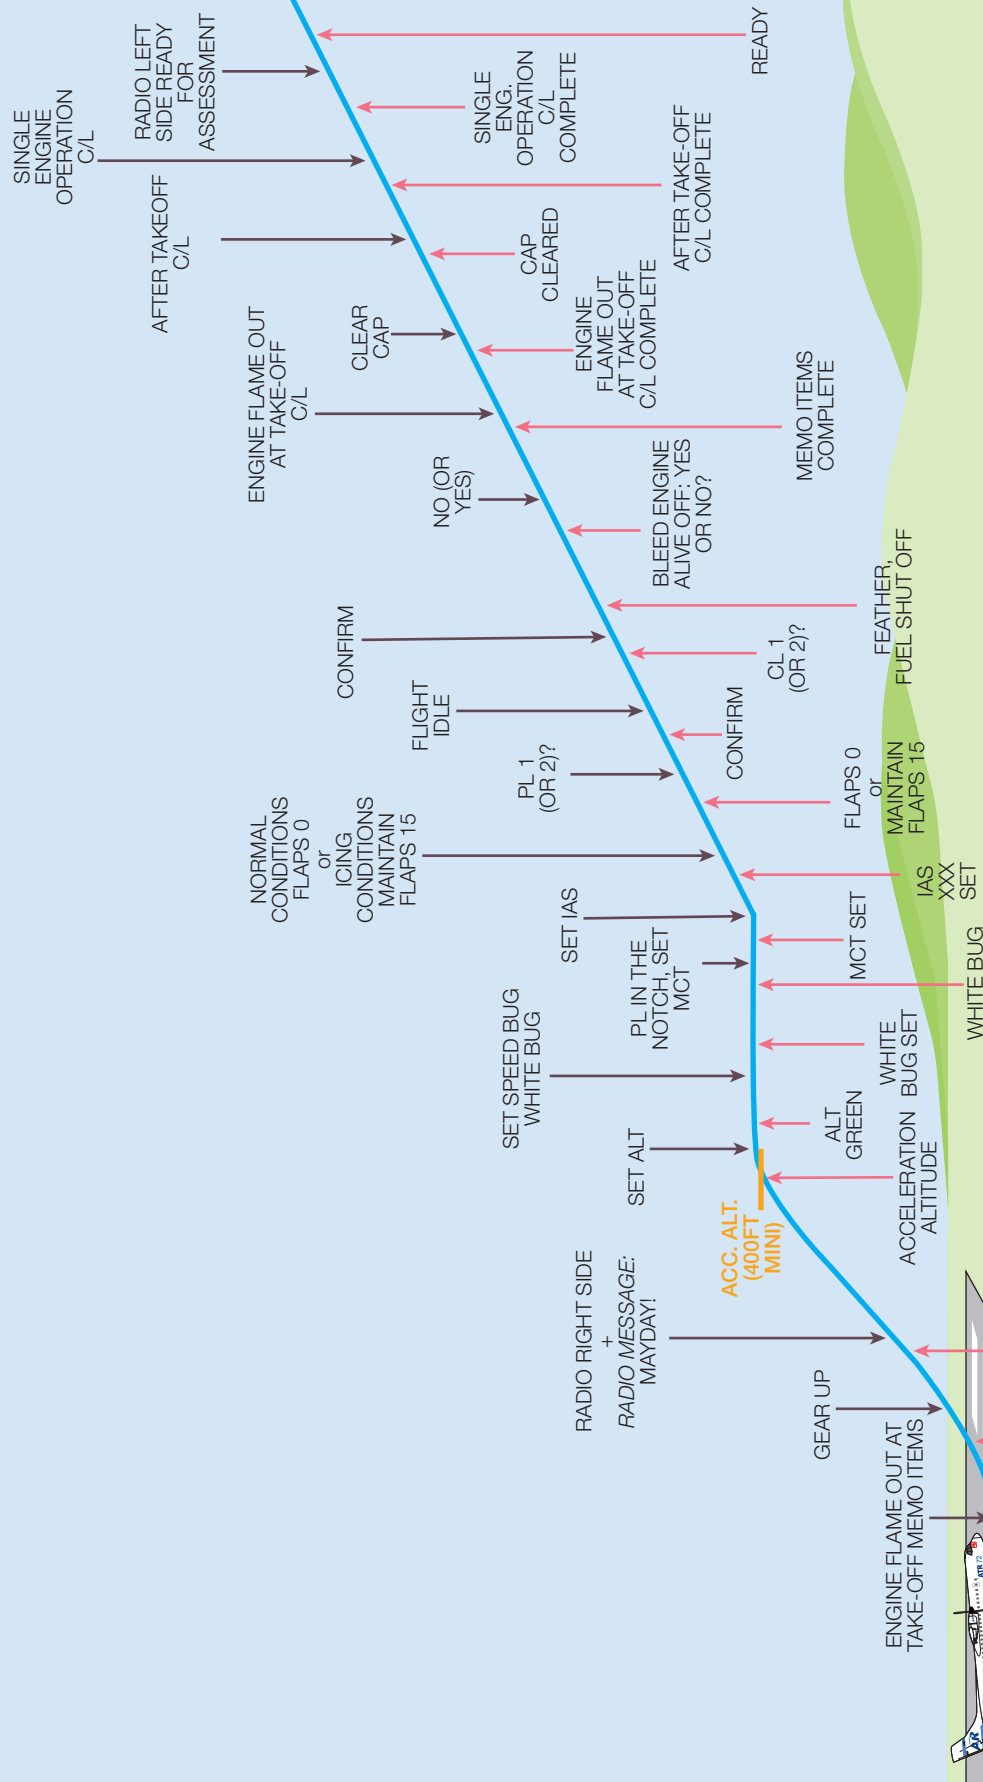 ENGINE FLAME OUT AT
TAKE-OFF MEMO ITEMS
GEAR UP
RADIO RIGHT SIDE
+
RADIO MESSAGE:
MAYDAY!
ACC. ALT.
(400FT
MINI)
ACCELERATION
ALTITUDE
SET ALT
ALT
GREEN
SET SPEED BUG
WHITE BUG
WHITE
BUG SET
WHITE BUG
PL IN THE
NOTCH, SET
MCT
MCT SET
SET IAS
IAS
XXX
SET
NORMAL
CONDITIONS
FLAPS 0
or
ICING
CONDITIONS
MAINTAIN
FLAPS 15
FLAPS 0
or
MAINTAIN
FLAPS 15
PL 1
(OR 2)?
CONFIRM
FLIGHT
IDLE
CL 1
(OR 2)?
CONFIRM
FEATHER,
FUEL SHUT OFF
BLEED ENGINE
ALIVE OFF: YES
OR NO?
NO (OR
YES)
MEMO ITEMS
COMPLETE
ENGINE FLAME OUT
AT TAKE-OFF
C/L
ENGINE
FLAME OUT
AT TAKE-OFF
C/L COMPLETE
CLEAR
CAP
CAP
CLEARED
AFTER TAKEOFF
C/L
AFTER TAKE-OFF
C/L COMPLETE
SINGLE
ENGINE
OPERATION
C/L
SINGLE
ENG.
OPERATION
C/L
COMPLETE
RADIO LEFT
SIDE READY
FOR
ASSESSMENT
READY
ATR 72